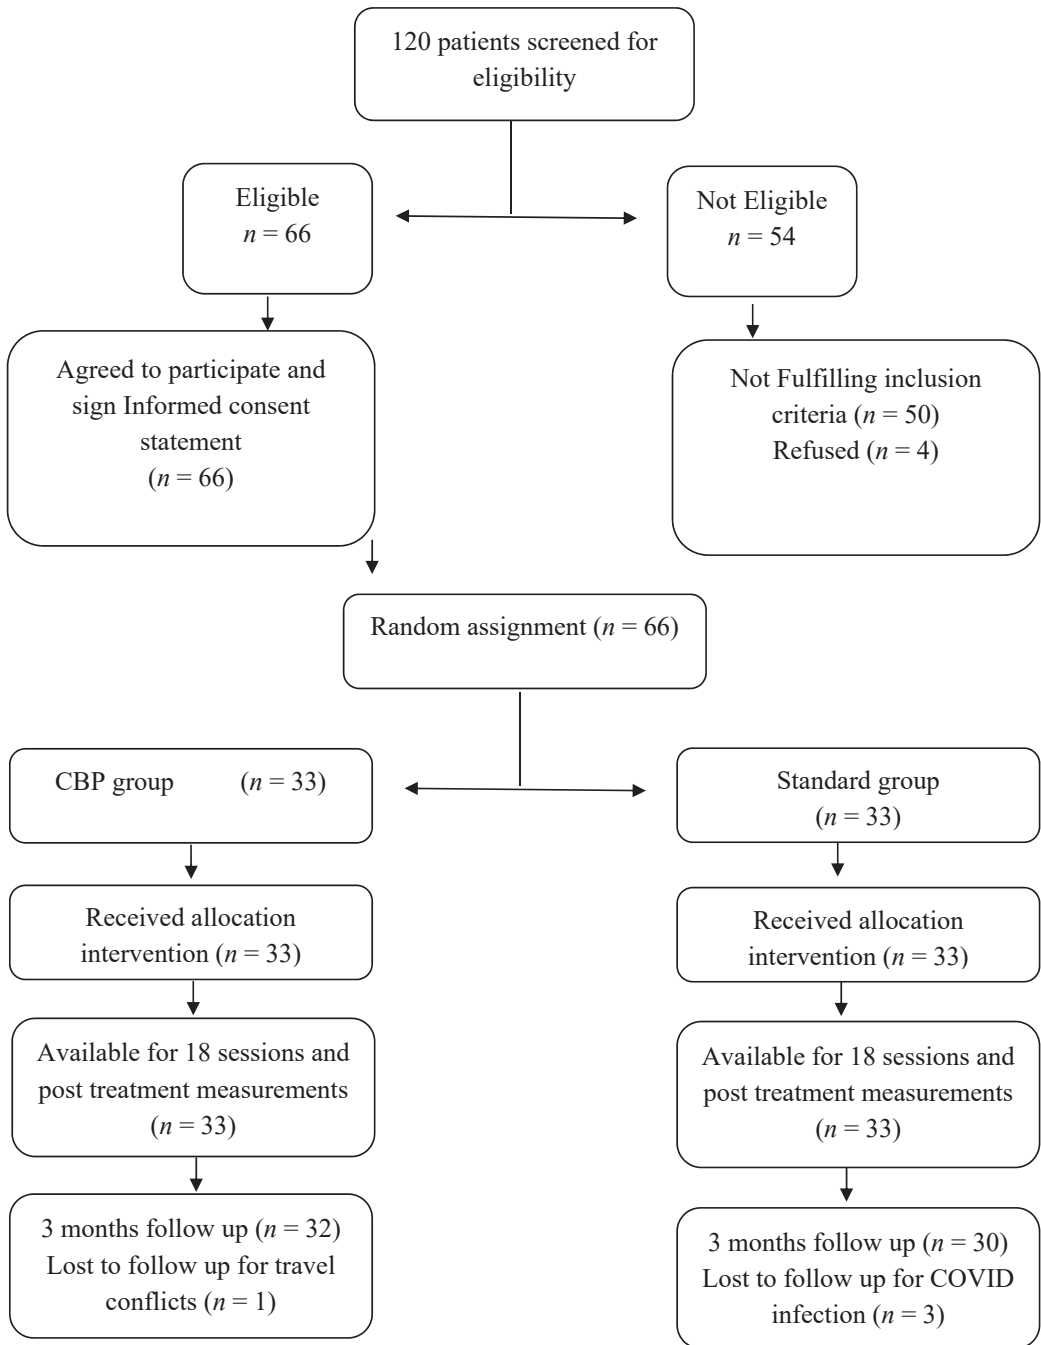 120 patients screened for
eligibility
Eligible
n = 66
Not Eligible
n = 54
Agreed to participate and
sign Informed consent
statement
(n = 66)
Not Fulfilling inclusion
criteria (n = 50)
Refused (n = 4)
Random assignment (n = 66)
CBP group (n = 33)
Standard group
(n = 33)
Received allocation
intervention (n = 33)
Received allocation
intervention (n = 33)
Available for 18 sessions and
post treatment measurements
(n = 33)
Available for 18 sessions and
post treatment measurements
(n = 33)
3 months follow up (n = 32)
Lost to follow up for travel
conflicts (n = 1)
3 months follow up (n = 30)
Lost to follow up for COVID
infection (n = 3)